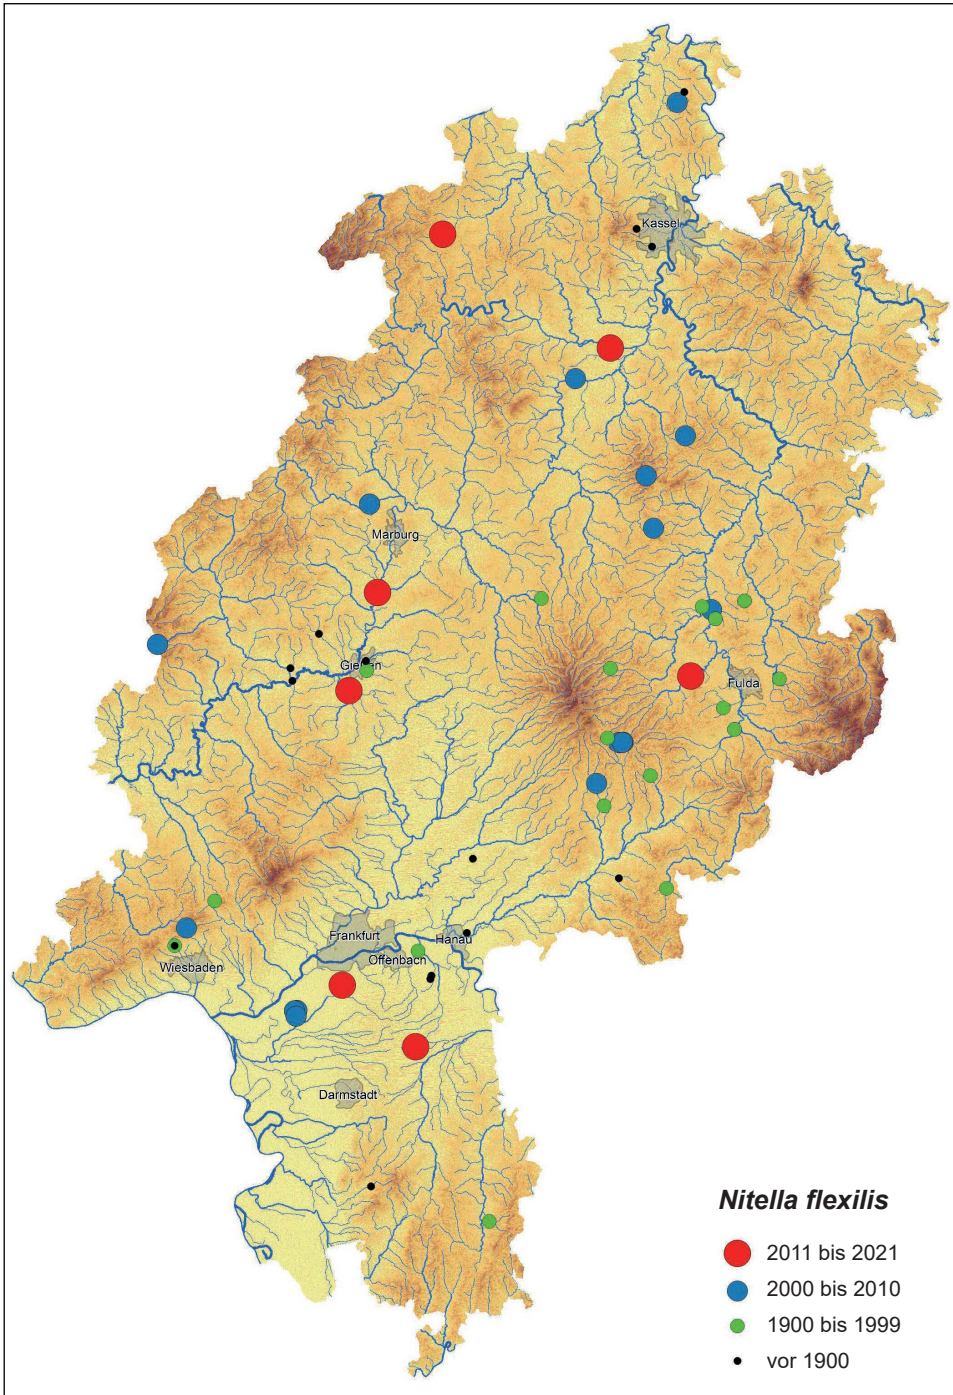 Kassel
Marburg
Gießen
Fulda
Frankfurt
Hanau
Offenbach
Wiesbaden
Darmstadt
Nitella flexilis
2011 bis 2021
2000 bis 2010
1900 bis 1999
vor 1900